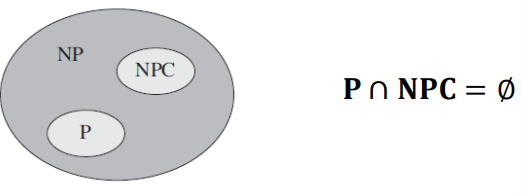 NP
NPC
P
P ∩ NPC = ∅